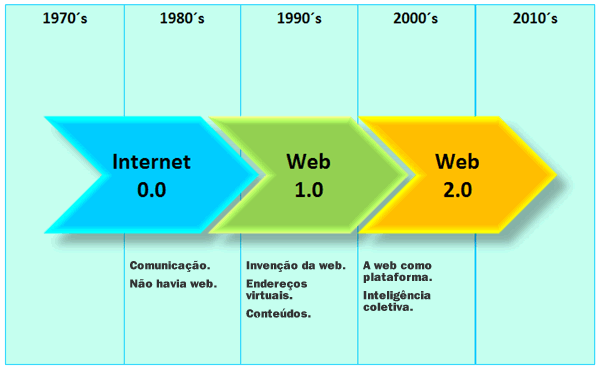 1970´s 1980´s 1990´s 2000´s 2010´s
Internet
0.0
Web
1.0
Web
2.0
Comunicação.
Não havia web.
Invenção da web.
Endereços
virtuais.
Conteúdos.
A web como
plataforma.
Inteligência
coletiva.